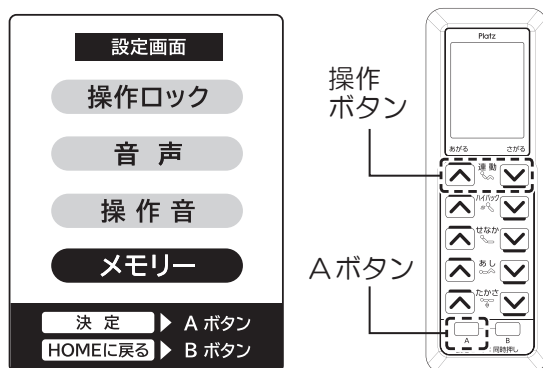 設定画面
操作ロック
音声
操作音
メモリー
決定 ▶ Aボタン
HOMEに戻る ▶ Bボタン
操作
ボタン
Aボタン
Platz
あがる さがる
連動
ハイバック
せなか
あし
たかさ
A B
:同時押し